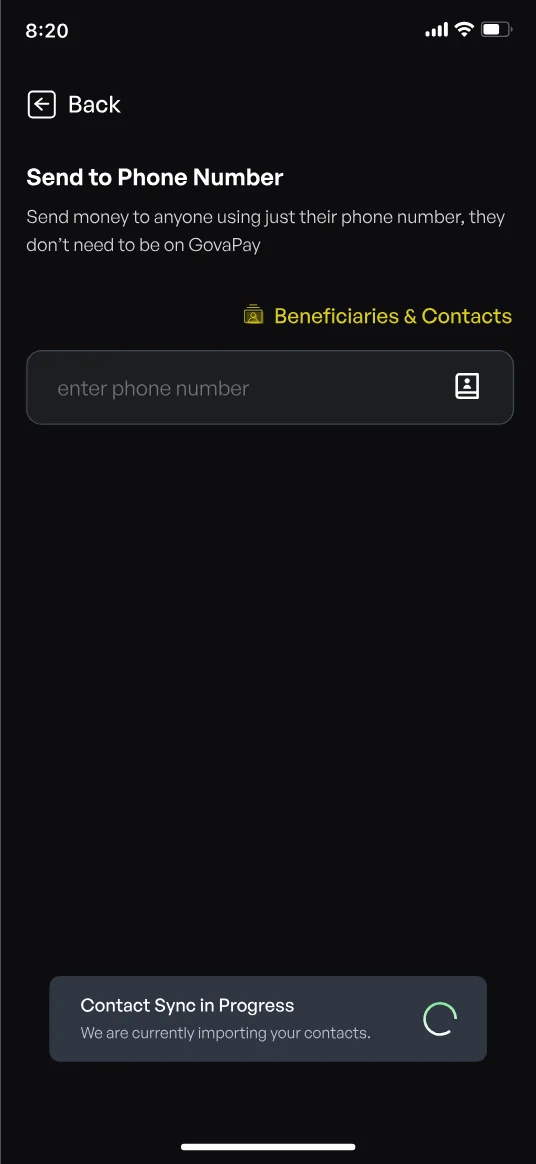 8:20
Back
Send to Phone Number
Send money to anyone using just their phone number, they
don’t need to be on GovaPay
Beneficiaries & Contacts
enter phone number
Contact Sync in Progress
We are currently importing your contacts.